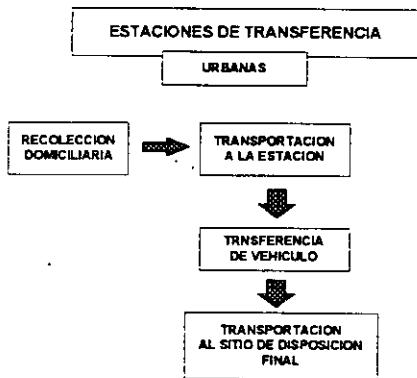 ESTACIONES DE TRANSFERENCIA
URBANAS
RECOLECCION
DOMICILIARIA
TRANSPORTACION
A LA ESTACION
TRNSFERENCIA
DE VEHICULO
TRANSPORTACION
AL SITIO DE DISPOSICION
FINAL